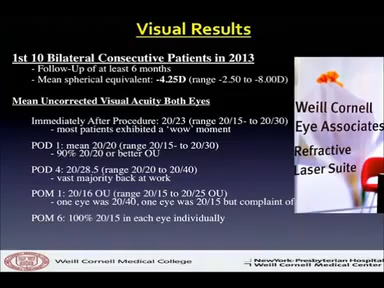 Visual Results
1st 10 Bilateral Consecutive Patients in 2013
- Follow-Up of at least 6 months
- Mean spherical equivalent: -4.25D (range -2.50 to -8.00D)
Mean Uncorrected Visual Acuity Both Eyes
Immediately After Procedure: 20/23 (range 20/15- to 20/30)
- most patients exhibited a 'wow' moment
POD 1: mean 20/20 (range 20/15- to 20/30)
- 90% 20/20 or better OU
POD 4: 20/28.5 (range 20/20 to 20/40)
- vast majority back at work
POM 1: 20/16 OU (range 20/15 to 20/25 OU)
- one eye was 20/40, one eye was 20/15 but complaint of
POM 6: 100% 20/15 in each eye individually
Weill Cornell
Eye Associates
Refractive
Laser Suite
Weill Cornell Medical College
NewYork-Presbyterian Hospital
Weill Cornell Medical Center